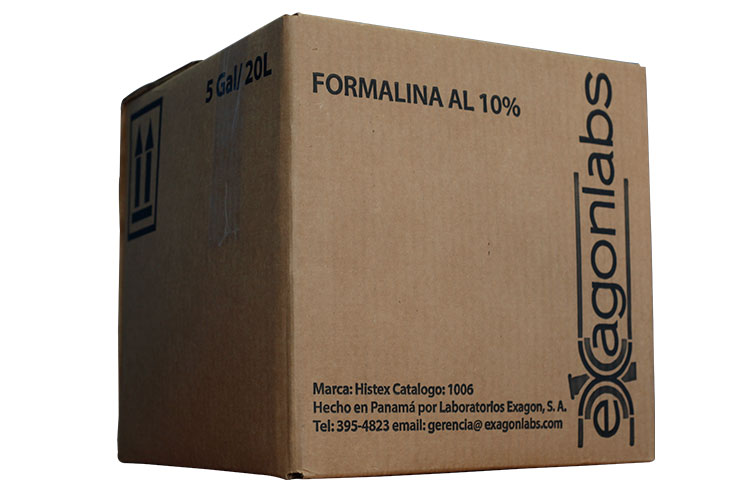 5 Gal/ 20L
FORMALINA AL 10%
exagonlabs
Marca: Histex Catalogo: 1006
Hecho en Panamá por Laboratorios Exagon, S. A.
Tel: 395-4823 email: gerencia@ exagonlabs.com